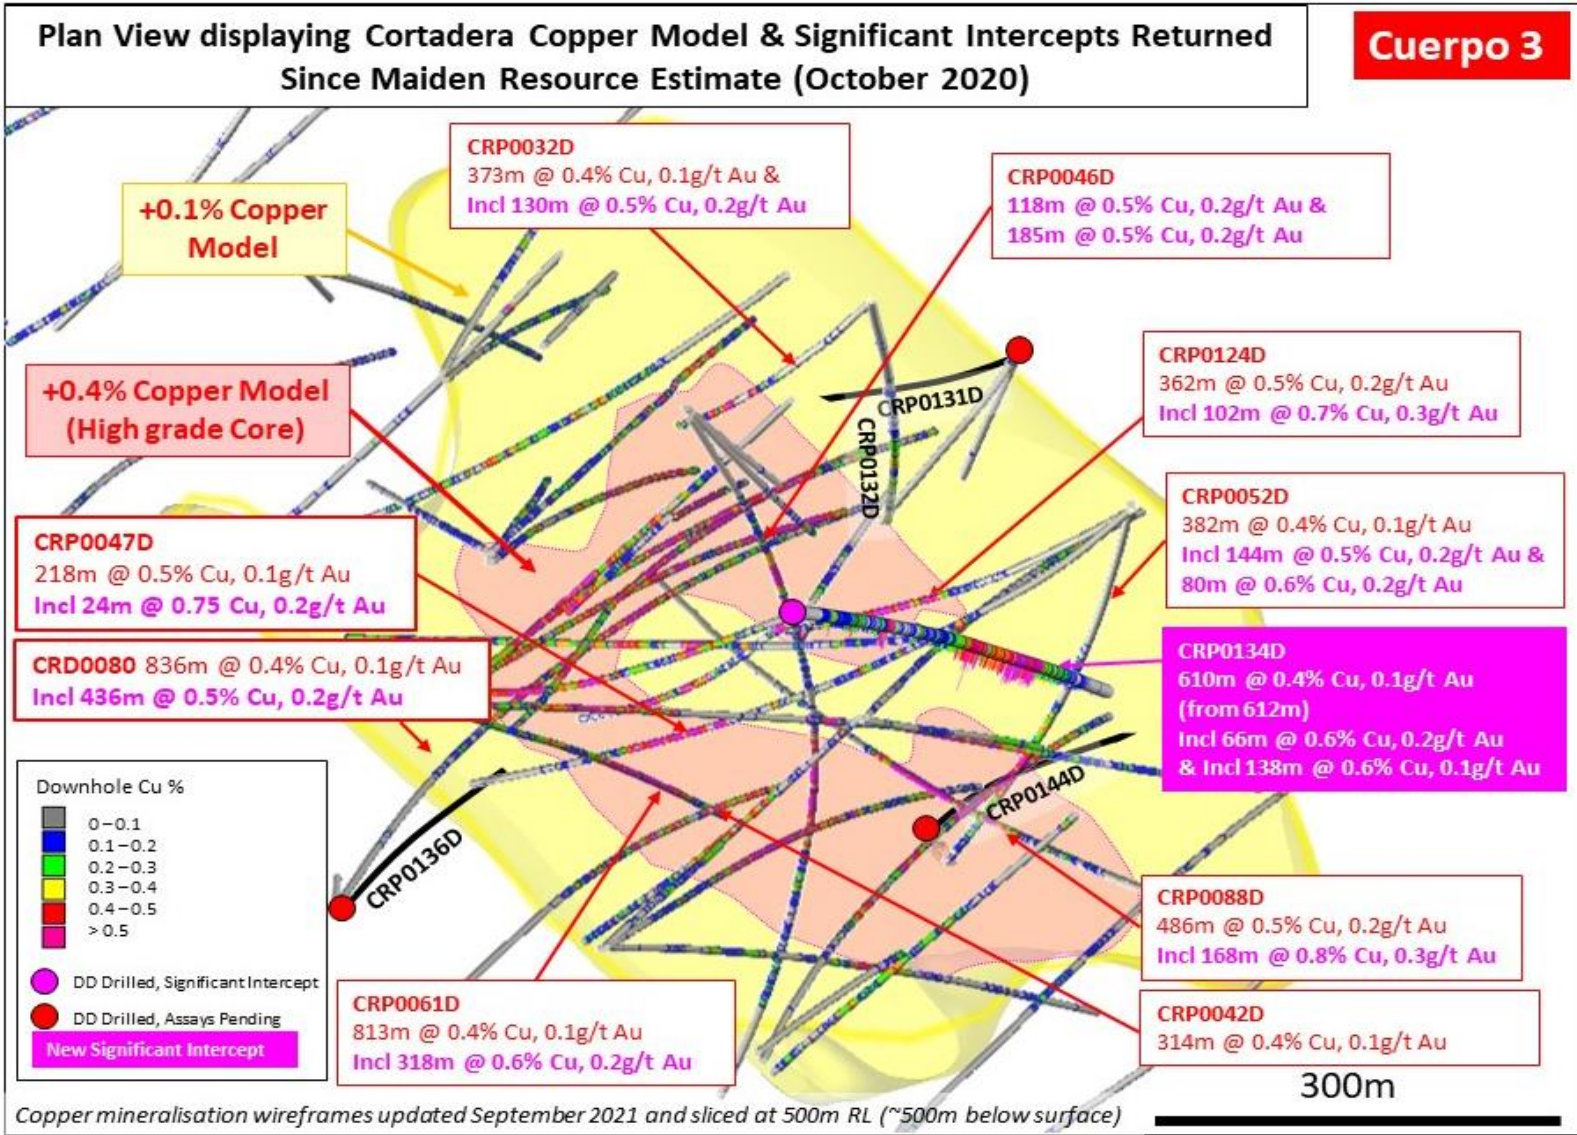 Plan View displaying Cortadera Copper Model & Significant Intercepts Returned
Since Maiden Resource Estimate (October 2020)
Cuerpo 3
CRP0032D
373m @ 0.4% Cu, 0.1g/t Au &
Incl 130m @ 0.5% Cu, 0.2g/t Au
CRP0046D
118m @ 0.5% Cu, 0.2g/t Au &
185m @ 0.5% Cu, 0.2g/t Au
+0.1% Copper
Model
+0.4% Copper Model
(High grade Core)
CRP0131D
CRP0132D
CRP0124D
362m @ 0.5% Cu, 0.2g/t Au
Incl 102m @ 0.7% Cu, 0.3g/t Au
CRP0052D
382m @ 0.4% Cu, 0.1g/t Au
Incl 144m @ 0.5% Cu, 0.2g/t Au &
80m @ 0.6% Cu, 0.2g/t Au
CRP0047D
218m @ 0.5% Cu, 0.1g/t Au
Incl 24m @ 0.75 Cu, 0.2g/t Au
CRD0080 836m @ 0.4% Cu, 0.1g/t Au
Incl 436m @ 0.5% Cu, 0.2g/t Au
CRP0134D
610m @ 0.4% Cu, 0.1g/t Au
(from 612m)
Incl 66m @ 0.6% Cu, 0.2g/t Au
& Incl 138m @ 0.6% Cu, 0.1g/t Au
CRP0144D
CRP0136D
Downhole Cu %
0–0.1
0.1–0.2
0.2–0.3
0.3–0.4
0.4–0.5
>0.5
DD Drilled, Significant Intercept
DD Drilled, Assays Pending
New Significant Intercept
CRP0088D
486m @ 0.5% Cu, 0.2g/t Au
Incl 168m @ 0.8% Cu, 0.3g/t Au
CRP0061D
813m @ 0.4% Cu, 0.1g/t Au
Incl 318m @ 0.6% Cu, 0.2g/t Au
CRP0042D
314m @ 0.4% Cu, 0.1g/t Au
300m
Copper mineralisation wireframes updated September 2021 and sliced at 500m RL (~500m below surface)